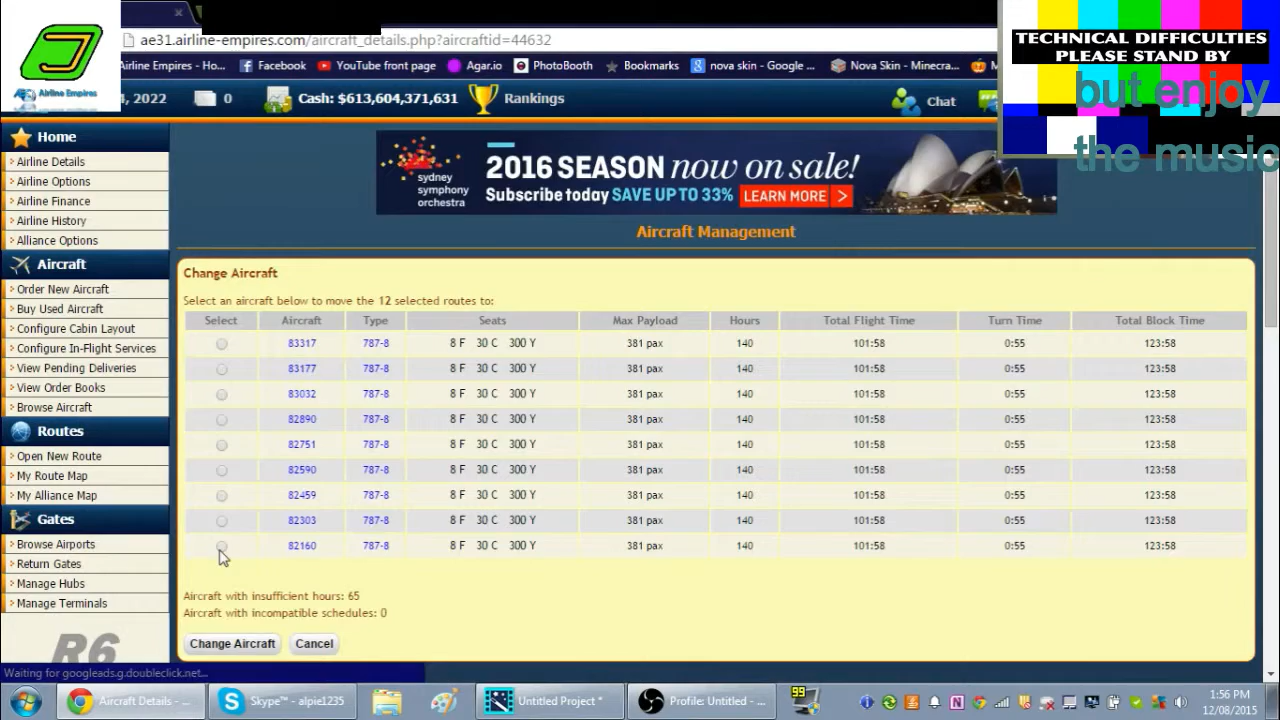 ae31.airline-empires.com/aircraft_details.php?aircraftid=44632
Airline Empires - Ho...
Facebook
YouTube front page
Agar.io
PhotoBooth
Bookmarks
nova skin - Google ...
Nova Skin - Minecra...
TECHNICAL DIFFICULTIES
PLEASE STAND BY
but enjoy
the music
Airline Empires
4, 2022
0
Cash: $613,604,371,631
Rankings
Chat
Home
Airline Details
Airline Options
Airline Finance
Airline History
Alliance Options
Aircraft
Order New Aircraft
Buy Used Aircraft
Configure Cabin Layout
Configure In-Flight Services
View Pending Deliveries
View Order Books
Browse Aircraft
Routes
Open New Route
My Route Map
My Alliance Map
Gates
Browse Airports
Return Gates
Manage Hubs
Manage Terminals
R6
sydney
symphony
orchestra
2016 SEASON now on sale!
Subscribe today SAVE UP TO 33% LEARN MORE >
Aircraft Management
Change Aircraft
Select an aircraft below to move the 12 selected routes to:
Select Aircraft Type Seats Max Payload Hours Total Flight Time Turn Time Total Block Time
83317 787-8 8 F 30 C 300 Y 381 pax 140 101:58 0:55 123:58
83177 787-8 8 F 30 C 300 Y 381 pax 140 101:58 0:55 123:58
83032 787-8 8 F 30 C 300 Y 381 pax 140 101:58 0:55 123:58
82890 787-8 8 F 30 C 300 Y 381 pax 140 101:58 0:55 123:58
82751 787-8 8 F 30 C 300 Y 381 pax 140 101:58 0:55 123:58
82590 787-8 8 F 30 C 300 Y 381 pax 140 101:58 0:55 123:58
82459 787-8 8 F 30 C 300 Y 381 pax 140 101:58 0:55 123:58
82303 787-8 8 F 30 C 300 Y 381 pax 140 101:58 0:55 123:58
82160 787-8 8 F 30 C 300 Y 381 pax 140 101:58 0:55 123:58
Aircraft with insufficient hours: 65
Aircraft with incompatible schedules: 0
Change Aircraft Cancel
Waiting for googleads.g.doubleclick.net...
Aircraft Details - ...
Skype™ - alpie1235
Untitled Project *
Profile: Untitled - ...
99
1:56 PM
12/08/2015